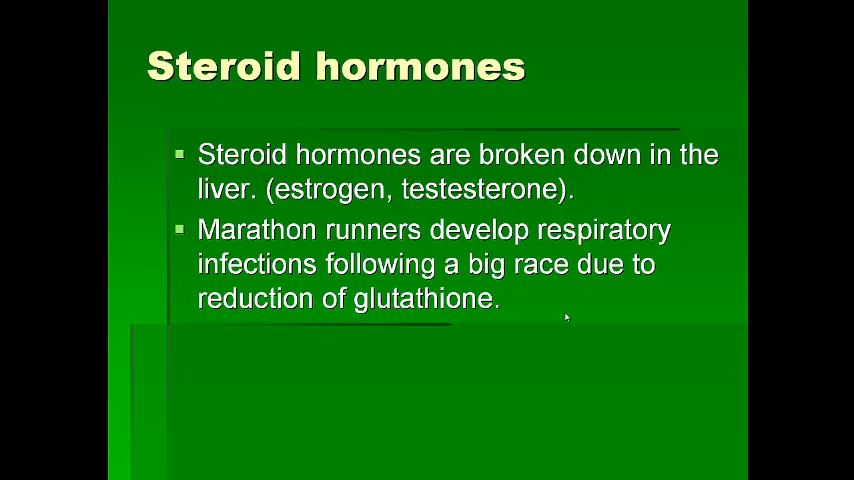 Steroid hormones
Steroid hormones are broken down in the
liver. (estrogen, testesterone).
Marathon runners develop respiratory
infections following a big race due to
reduction of glutathione.